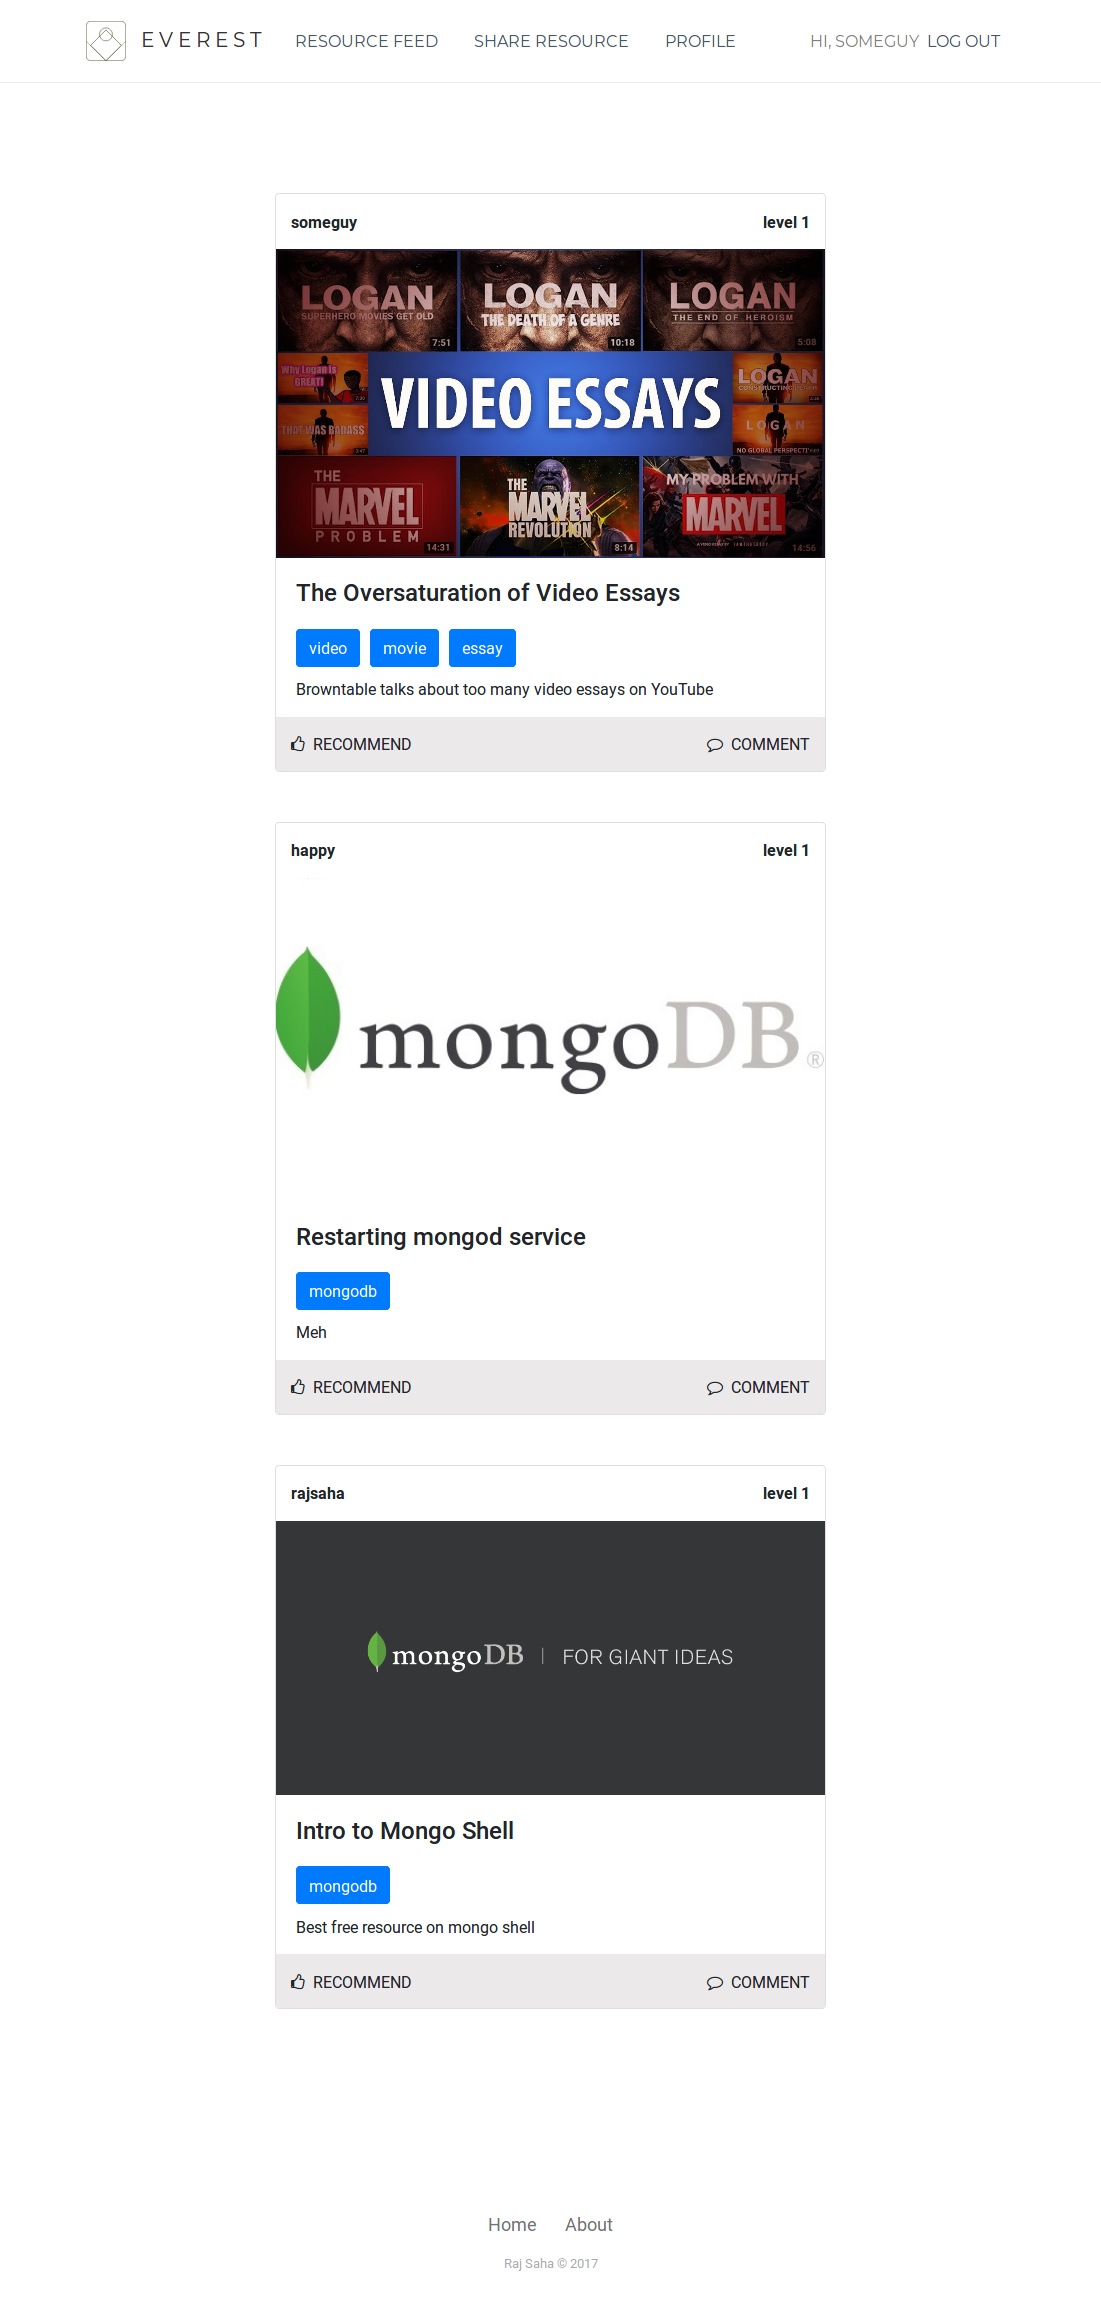 EVEREST RESOURCE FEED SHARE RESOURCE PROFILE HI, SOMEGUY LOG OUT
someguy level 1
LOGAN LOGAN LOGAN
SUPERHERO MOVIES GET OLD THE DEATH OF A GENRE THE END OF HEROISM
7:51 10:18 5:08
Why Logan is GREAT! LOGAN
7:30
VIDEO ESSAYS
THAT WAS BADASS LOGAN
3:47 NO GLOBAL PERSPECTI
THE MARVEL PROBLEM
14:31
THE MARVEL REVOLUTION
8:14
MY PROBLEM WITH MARVEL
14:56
The Oversaturation of Video Essays
video movie essay
Browntable talks about too many video essays on YouTube
RECOMMEND COMMENT
happy level 1
mongoDB®
Restarting mongod service
mongodb
Meh
RECOMMEND COMMENT
rajsaha level 1
mongoDB | FOR GIANT IDEAS
Intro to Mongo Shell
mongodb
Best free resource on mongo shell
RECOMMEND COMMENT
Home About
Raj Saha © 2017